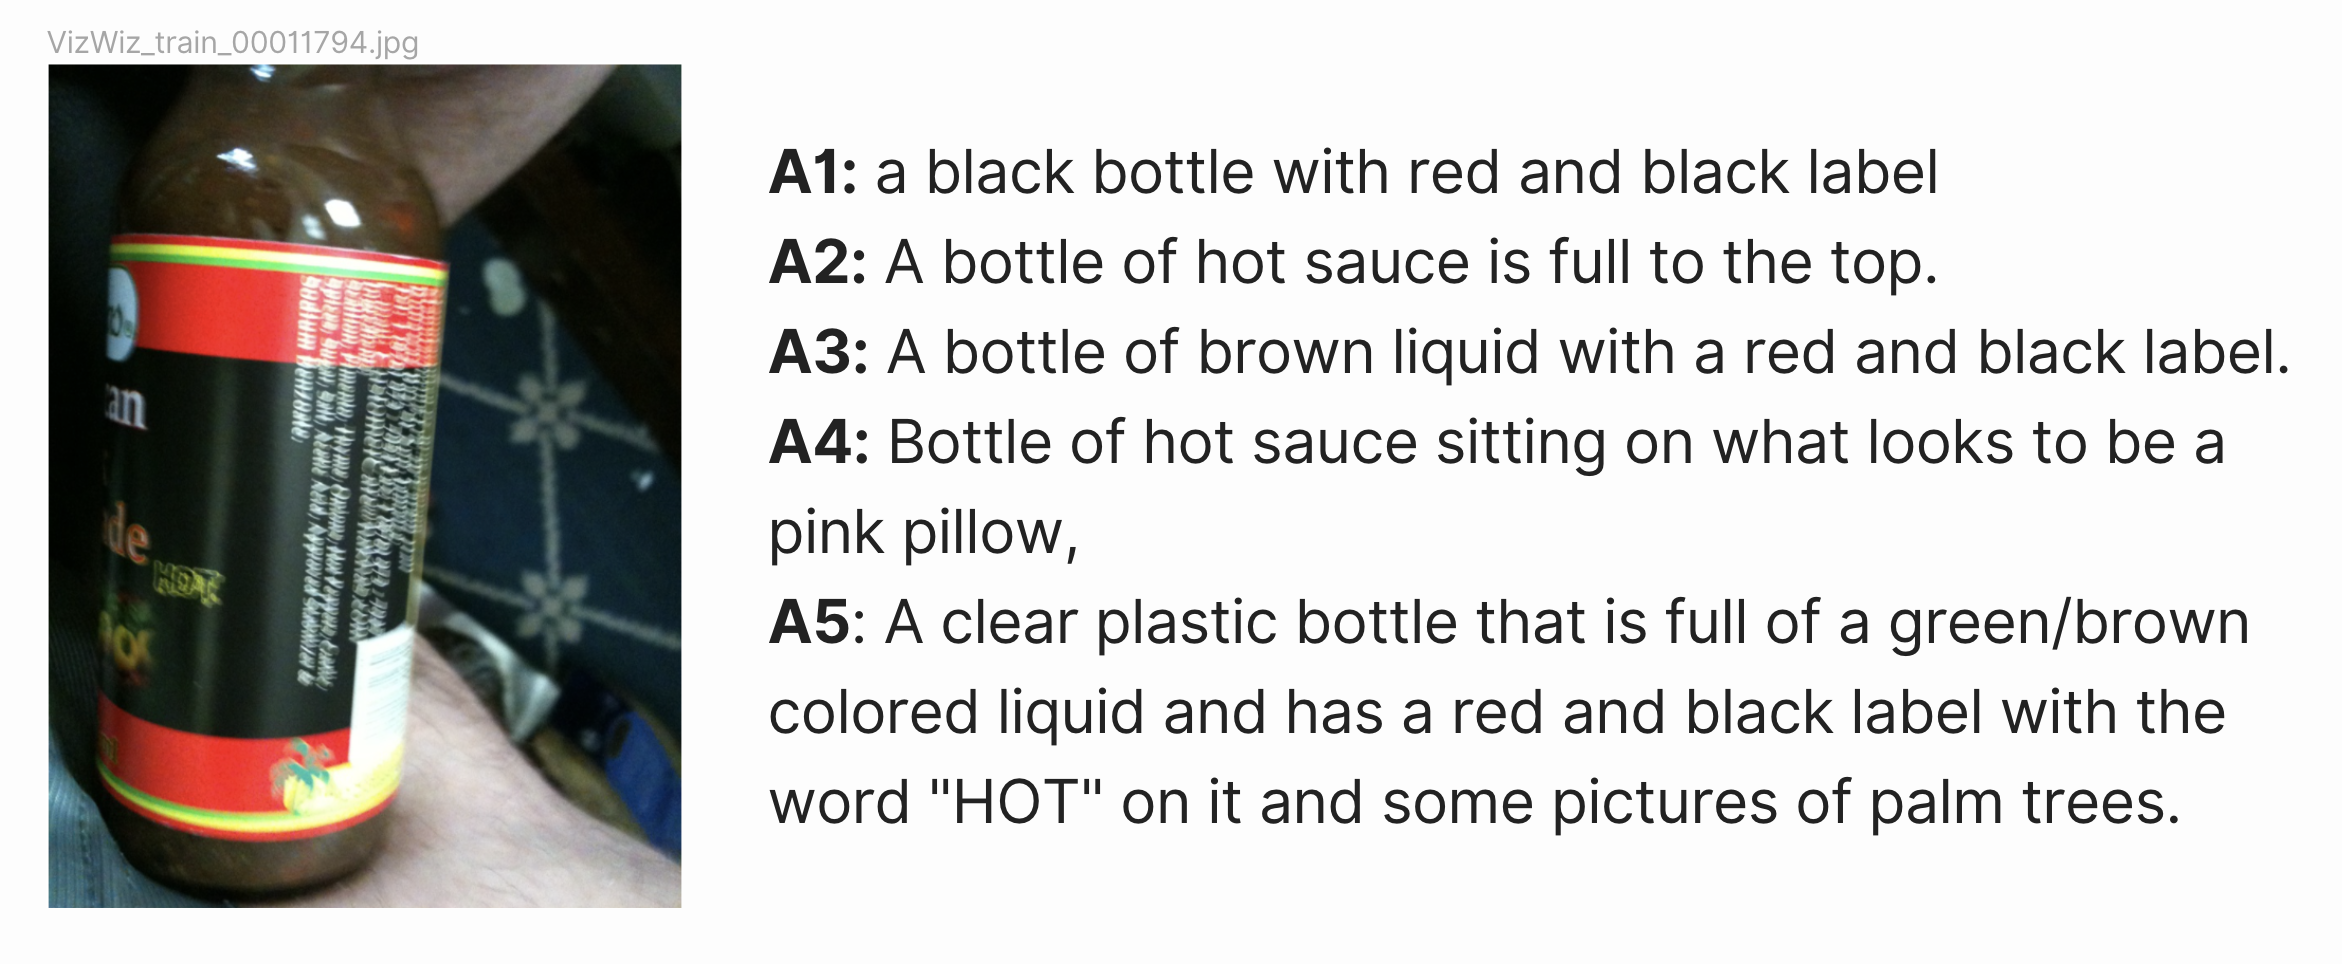 VizWiz_train_00011794.jpg
an
de
HOT
A1: a black bottle with red and black label
A2: A bottle of hot sauce is full to the top.
A3: A bottle of brown liquid with a red and black label.
A4: Bottle of hot sauce sitting on what looks to be a
pink pillow,
A5: A clear plastic bottle that is full of a green/brown
colored liquid and has a red and black label with the
word "HOT" on it and some pictures of palm trees.